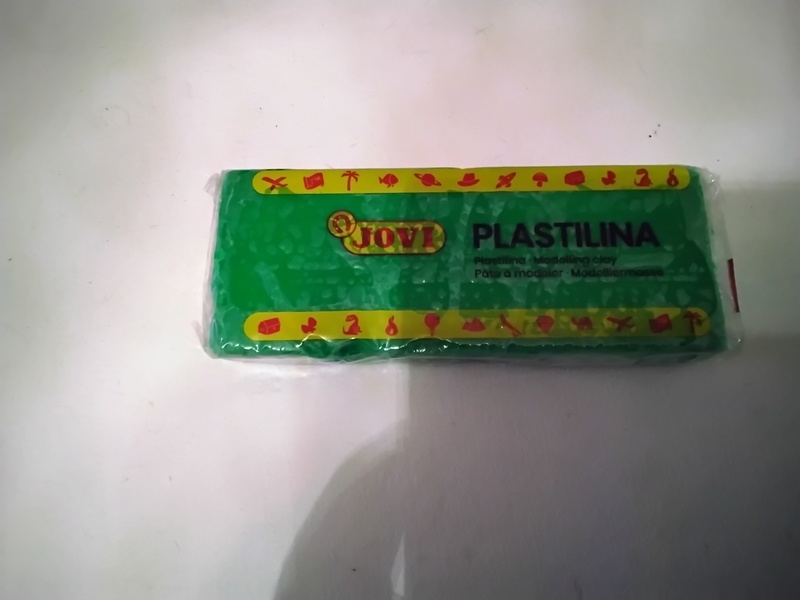 JOVI
PLASTILINA
Plastilina · Modelling clay
Pâte à modeler · Modelliermasse